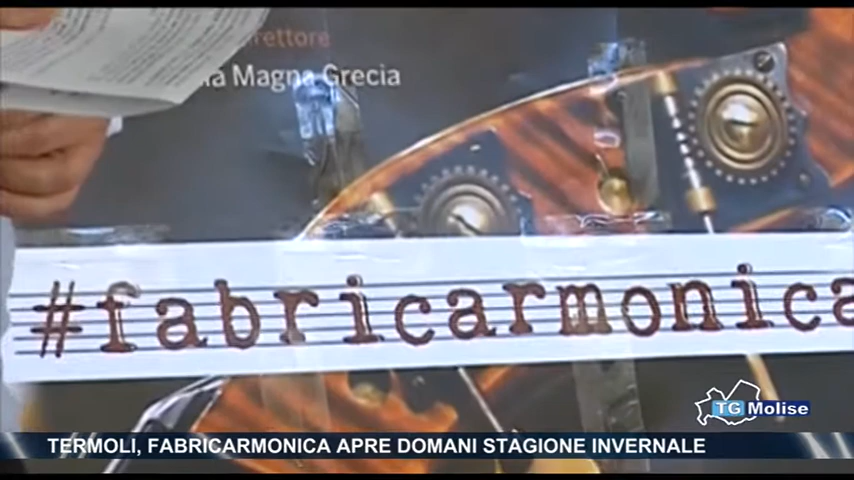 rettore
Magna Grecia
#fabricarmonica
TG Molise
TERMOLI, FABRICARMONICA APRE DOMANI STAGIONE INVERNALE